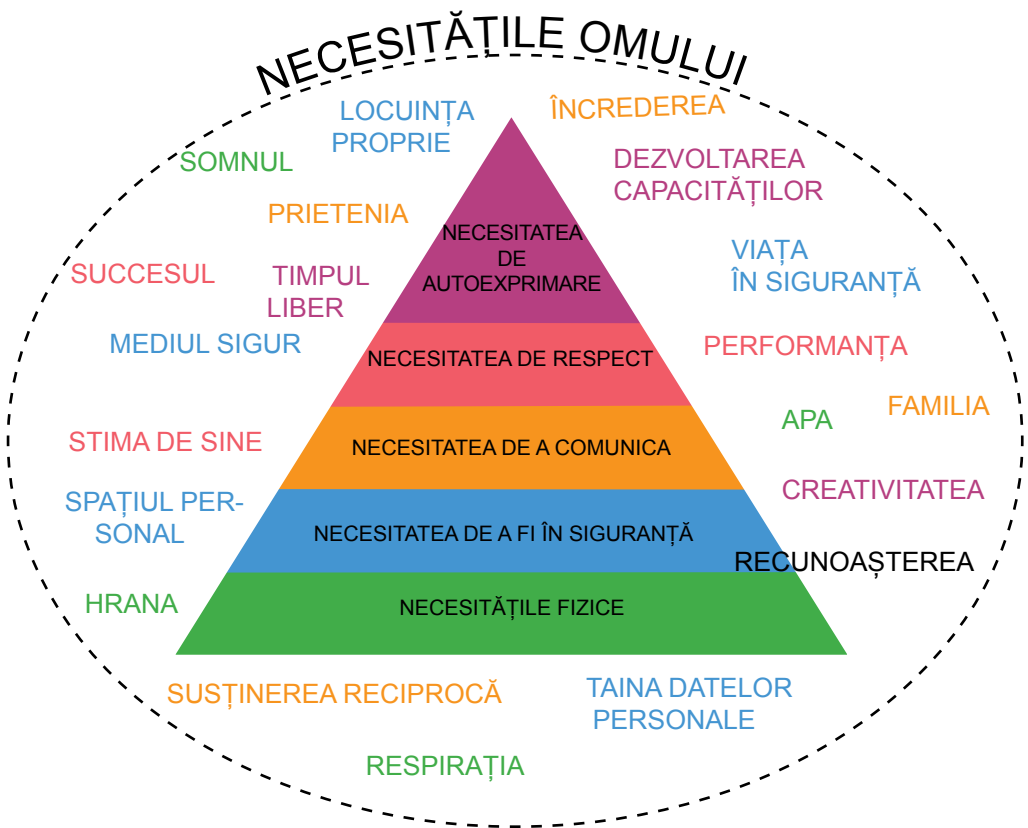 NECESITĂȚILE OMULUI
LOCUINȚA
PROPRIE
ÎNCREDEREA
SOMNUL
DEZVOLTAREA
CAPACITĂȚILOR
PRIETENIA
NECESITATEA
DE
AUTOEXPRIMARE
VIAȚA
ÎN SIGURANȚĂ
SUCCESUL
TIMPUL
LIBER
MEDIUL SIGUR
NECESITATEA DE RESPECT
PERFORMANȚA
FAMILIA
APA
STIMA DE SINE
NECESITATEA DE A COMUNICA
CREATIVITATEA
SPAȚIUL PER-
SONAL
NECESITATEA DE A FI ÎN SIGURANȚĂ
RECUNOAȘTEREA
HRANA
NECESITĂȚILE FIZICE
SUSȚINEREA RECIPROCĂ
TAINA DATELOR
PERSONALE
RESPIRAȚIA